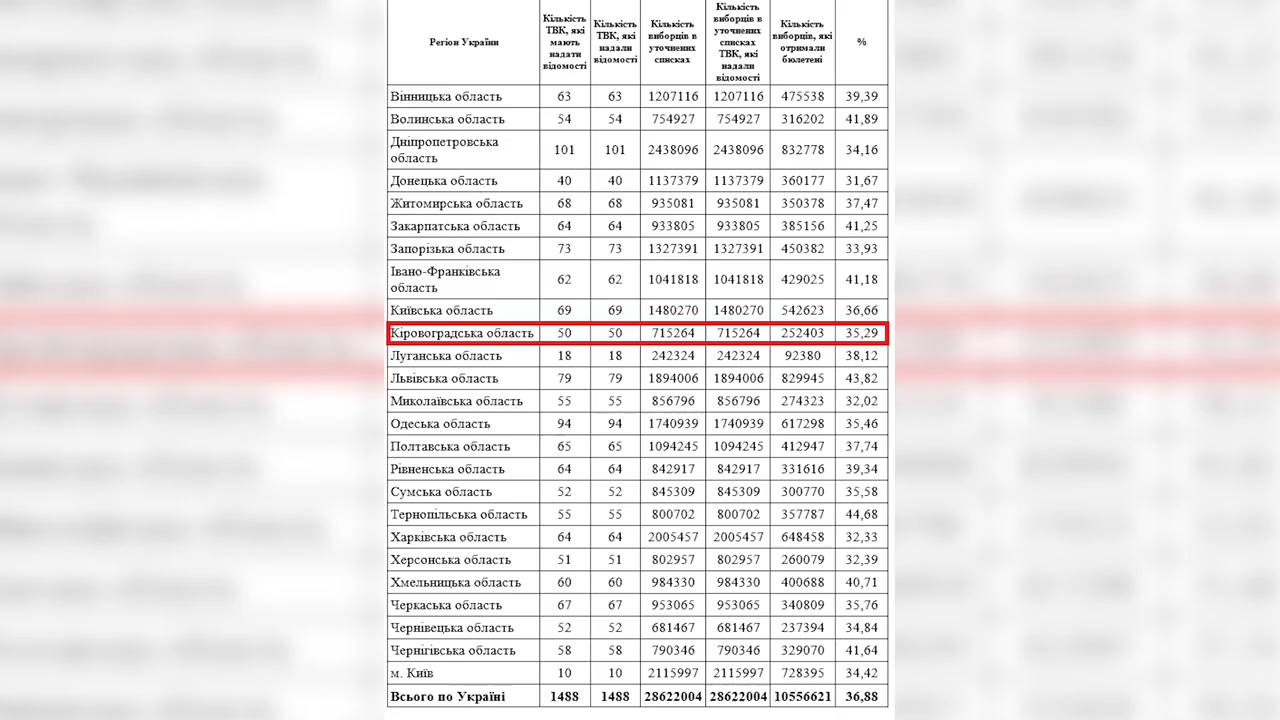 Регіон України Кількість ТВК, які мають надати відомості Кількість ТВК, які надали відомості Кількість виборців в уточнених списках Кількість виборців в уточнених списках ТВК, які надали відомості Кількість виборців, які отримали бюлетені %
Вінницька область 63 63 1207116 1207116 475538 39,39
Волинська область 54 54 754927 754927 316202 41,89
Дніпропетровська область 101 101 2438096 2438096 832778 34,16
Донецька область 40 40 1137379 1137379 360177 31,67
Житомирська область 68 68 935081 935081 350378 37,47
Закарпатська область 64 64 933805 933805 385156 41,25
Запорізька область 73 73 1327391 1327391 450382 33,93
Івано-Франківська область 62 62 1041818 1041818 429025 41,18
Київська область 69 69 1480270 1480270 542623 36,66
Кіровоградська область 50 50 715264 715264 252403 35,29
Луганська область 18 18 242324 242324 92380 38,12
Львівська область 79 79 1894006 1894006 829945 43,82
Миколаївська область 55 55 856796 856796 274323 32,02
Одеська область 94 94 1740939 1740939 617298 35,46
Полтавська область 65 65 1094245 1094245 412947 37,74
Рівненська область 64 64 842917 842917 331616 39,34
Сумська область 52 52 845309 845309 300770 35,58
Тернопільська область 55 55 800702 800702 357787 44,68
Харківська область 64 64 2005457 2005457 648458 32,33
Херсонська область 51 51 802957 802957 260079 32,39
Хмельницька область 60 60 984330 984330 400688 40,71
Черкаська область 67 67 953065 953065 340809 35,76
Чернівецька область 52 52 681467 681467 237394 34,84
Чернігівська область 58 58 790346 790346 329070 41,64
м. Київ 10 10 2115997 2115997 728395 34,42
Всього по Україні 1488 1488 28622004 28622004 10556621 36,88